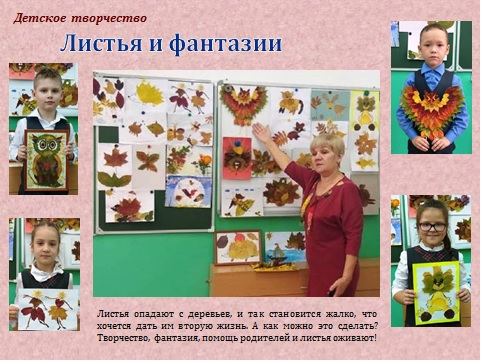 Детское творчество
Листья и фантазии
Листья опадают с деревьев, и так становится жалко, что
хочется дать им вторую жизнь. А как можно это сделать?
Творчество, фантазия, помощь родителей и листья оживают!